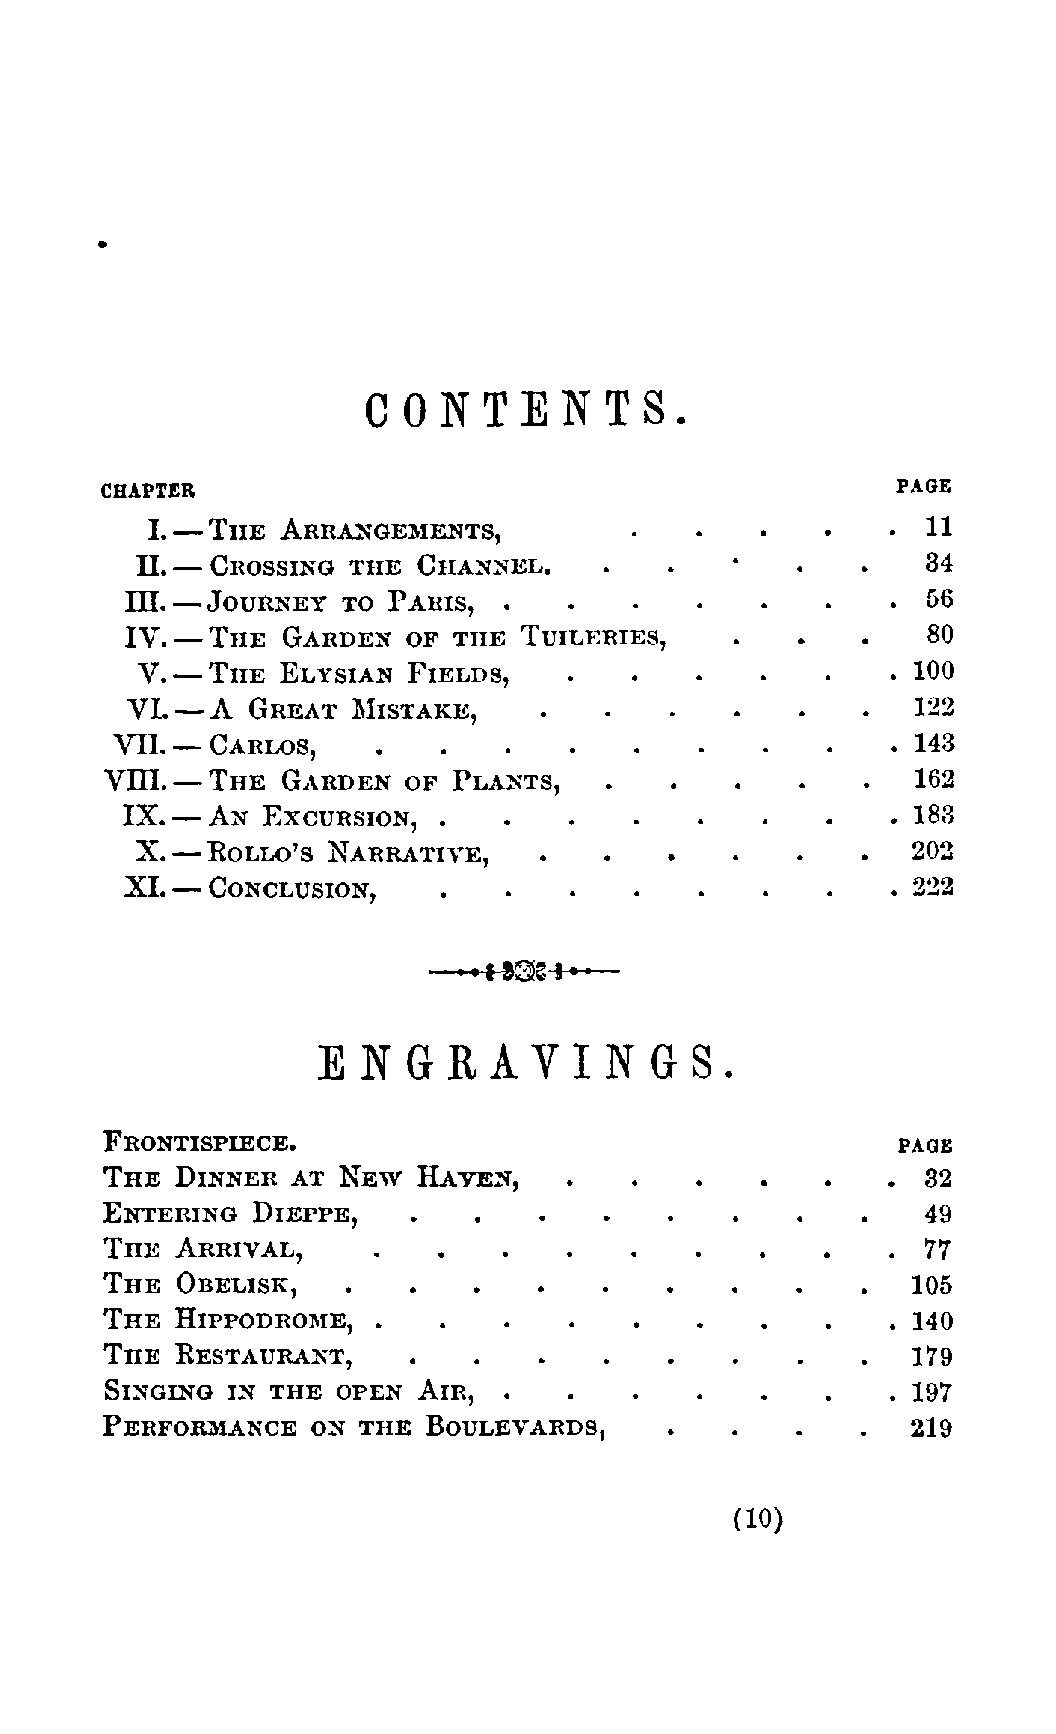 CONTENTS.
CHAPTER PAGE
I. — The Arrangements, . . . . . 11
II. — Crossing the Channel. . . . . . 34
III. — Journey to Paris, . . . . . . . 56
IV. — The Garden of the Tuileries, . . . 80
V. — The Elysian Fields, . . . . . . 100
VI. — A Great Mistake, . . . . . . 122
VII. — Carlos, . . . . . . . . . 143
VIII. — The Garden of Plants, . . . . . 162
IX. — An Excursion, . . . . . . . . 183
X. — Rollo's Narrative, . . . . . . 202
XI. — Conclusion, . . . . . . . . 222
ENGRAVINGS.
Frontispiece. PAGE
The Dinner at New Haven, . . . . . . 32
Entering Dieppe, . . . . . . . . 49
The Arrival, . . . . . . . . . 77
The Obelisk, . . . . . . . . . 105
The Hippodrome, . . . . . . . . . 140
The Restaurant, . . . . . . . . 179
Singing in the open Air, . . . . . . . 197
Performance on the Boulevards, . . . . 219
(10)